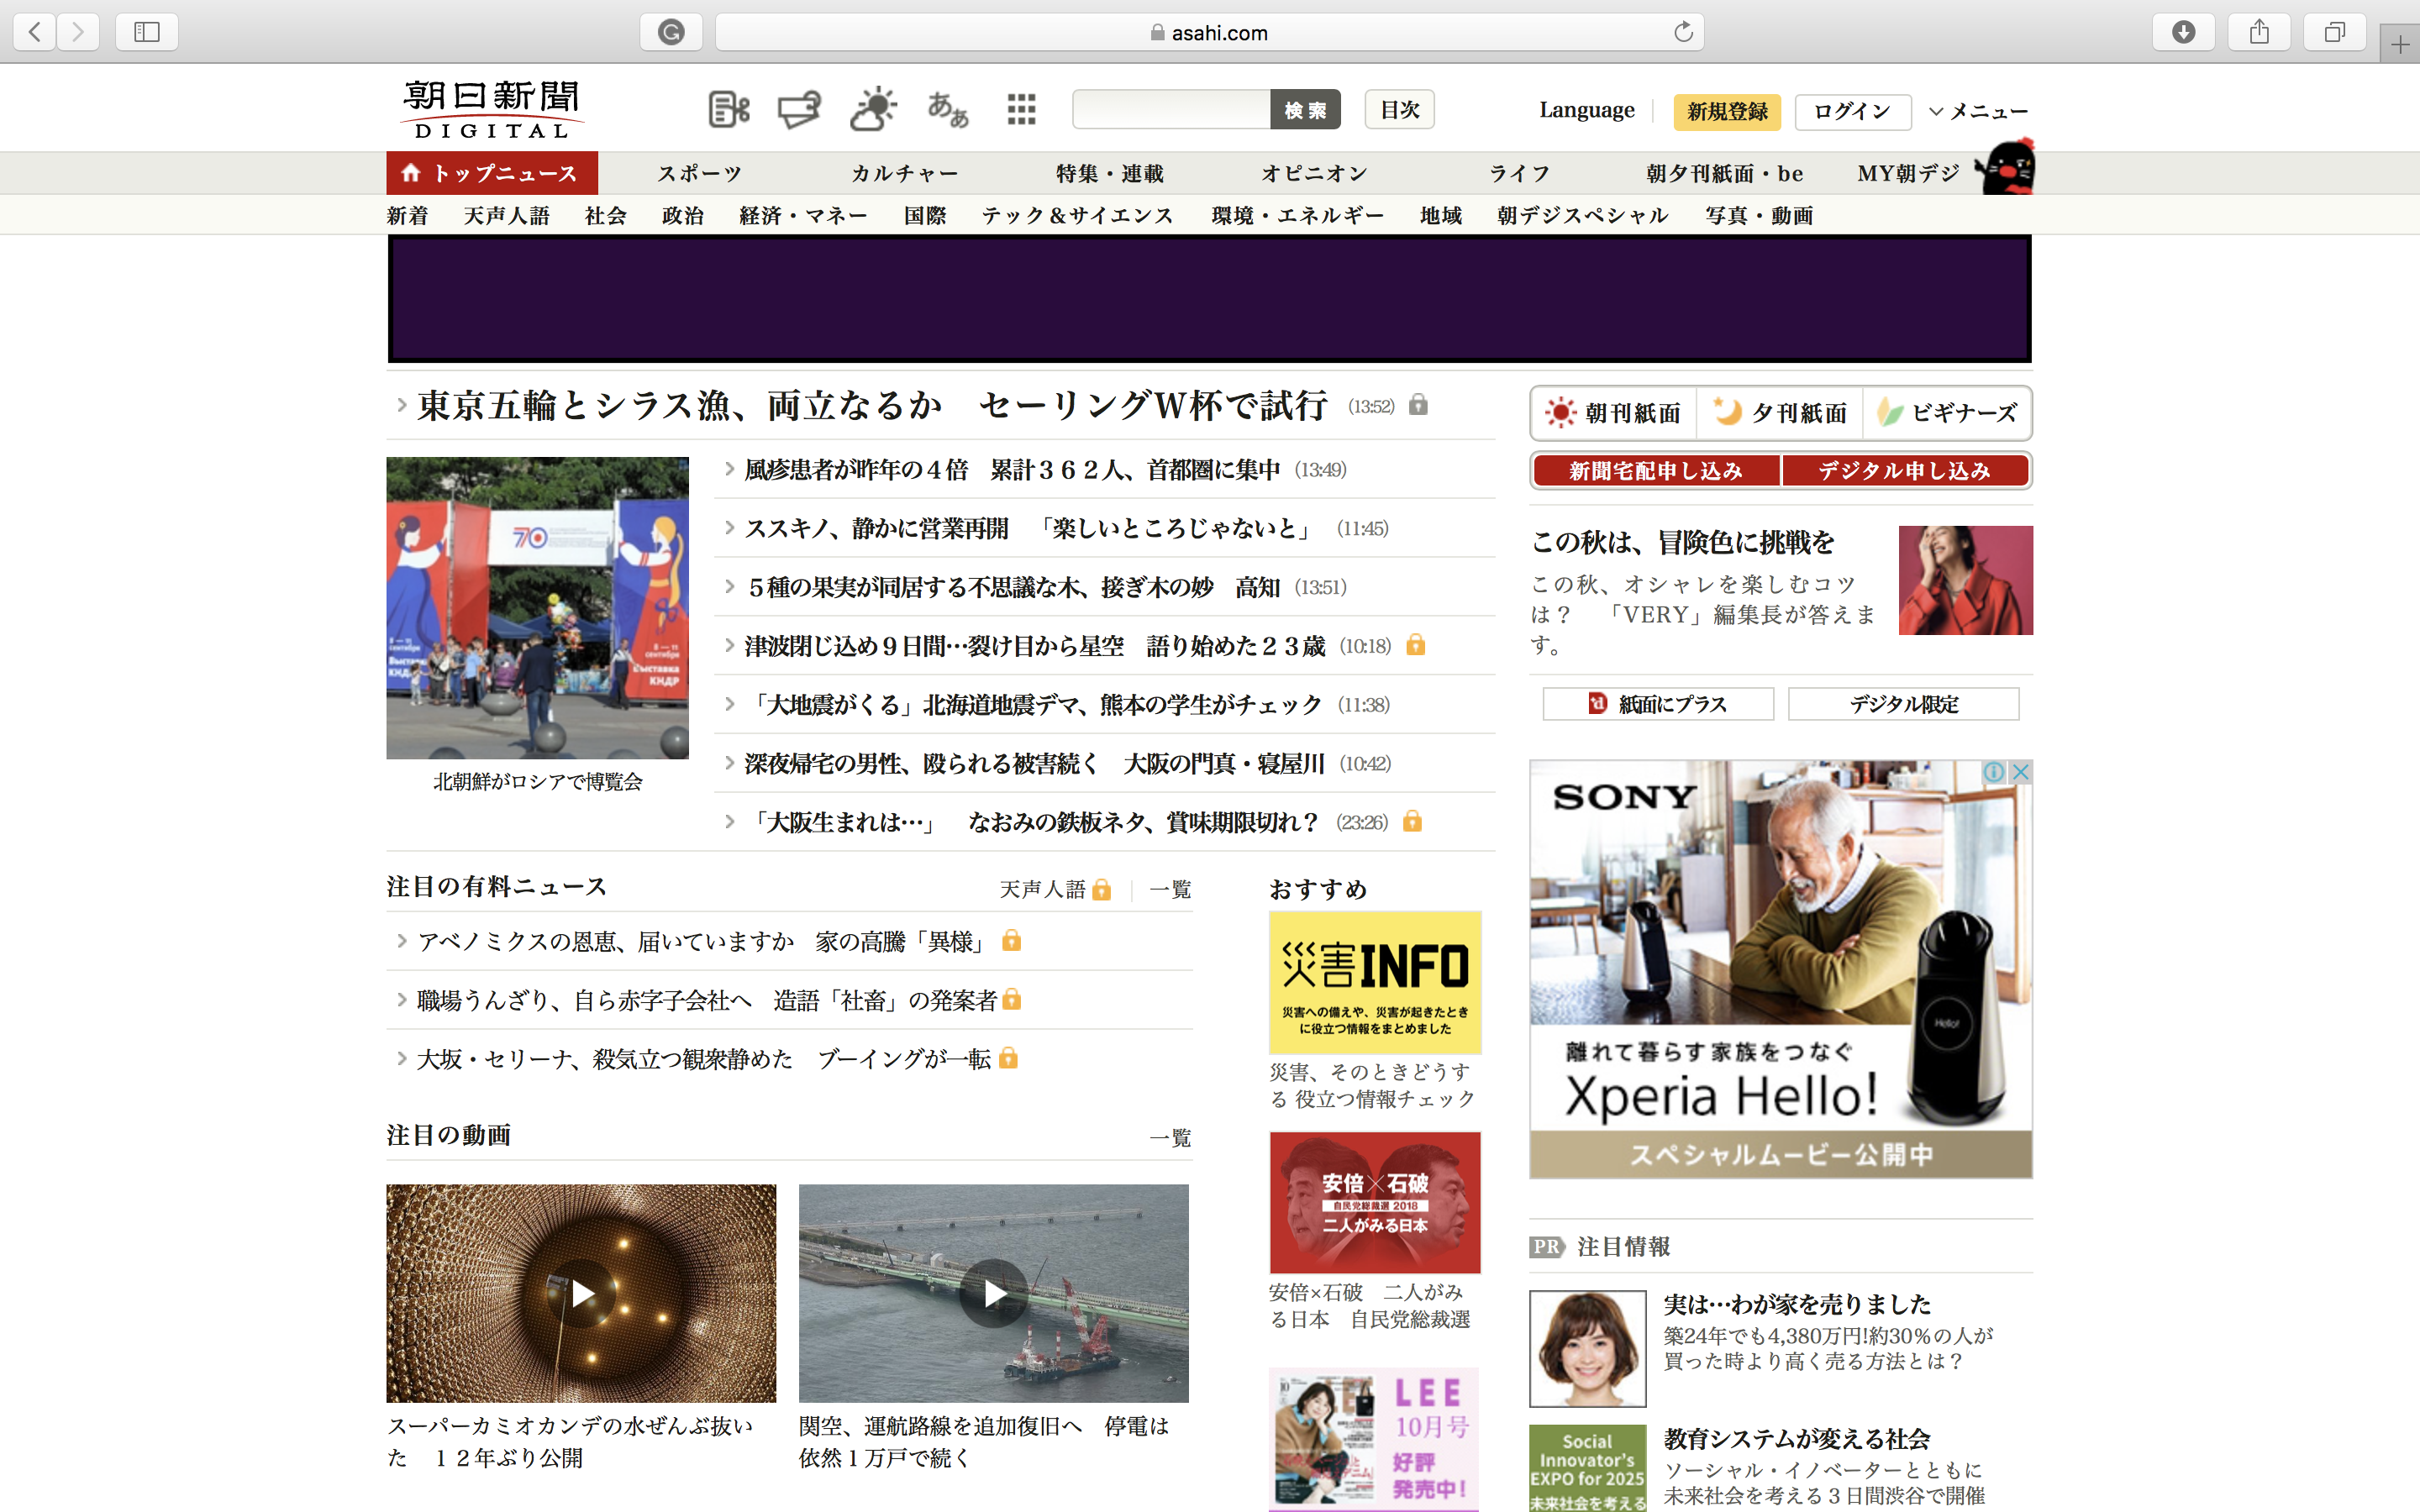 asahi.com
朝日新聞
DIGITAL
あぁ
検索
目次
Language
新規登録
ログイン
メニュー
トップニュース
スポーツ
カルチャー
特集・連載
オピニオン
ライフ
朝夕刊紙面・be
MY朝デジ
新着
天声人語
社会
政治
経済・マネー
国際
テック＆サイエンス
環境・エネルギー
地域
朝デジスペシャル
写真・動画
東京五輪とシラス漁、両立なるか　セーリングW杯で試行 (13:52)
70
8 — 11
сентября
Выставка
КНДР
8 — 11
сентября
Выставка
КНДР
北朝鮮がロシアで博覧会
風疹患者が昨年の４倍　累計３６２人、首都圏に集中 (13:49)
ススキノ、静かに営業再開　「楽しいところじゃないと」 (11:45)
５種の果実が同居する不思議な木、接ぎ木の妙　高知 (13:51)
津波閉じ込め９日間…裂け目から星空　語り始めた２３歳 (10:18)
「大地震がくる」北海道地震デマ、熊本の学生がチェック (11:38)
深夜帰宅の男性、殴られる被害続く　大阪の門真・寝屋川 (10:42)
「大阪生まれは…」　なおみの鉄板ネタ、賞味期限切れ？ (23:26)
注目の有料ニュース
天声人語
一覧
アベノミクスの恩恵、届いていますか　家の高騰「異様」
職場うんざり、自ら赤字子会社へ　造語「社畜」の発案者
大坂・セリーナ、殺気立つ観衆静めた　ブーイングが一転
注目の動画
一覧
スーパーカミオカンデの水ぜんぶ抜い
た　１２年ぶり公開
関空、運航路線を追加復旧へ　停電は
依然１万戸で続く
おすすめ
災害INFO
災害への備えや、災害が起きたとき
に役立つ情報をまとめました
災害、そのときどうす
る 役立つ情報チェック
安倍×石破
自民党総裁選 2018
二人がみる日本
安倍×石破　二人がみ
る日本　自民党総裁選
10
LEE
10月号
好評
発売中！
朝刊紙面
夕刊紙面
ビギナーズ
新聞宅配申し込み
デジタル申し込み
この秋は、冒険色に挑戦を
この秋、オシャレを楽しむコツ
は？　「VERY」編集長が答えま
す。
紙面にプラス
デジタル限定
SONY
Hello!
離れて暮らす家族をつなぐ
Xperia Hello!
スペシャルムービー公開中
PR
注目情報
実は…わが家を売りました
築24年でも4,380万円!約30％の人が
買った時より高く売る方法とは？
Social
Innovator's
EXPO for 2025
未来社会を考える
教育システムが変える社会
ソーシャル・イノベーターとともに
未来社会を考える３日間渋谷で開催